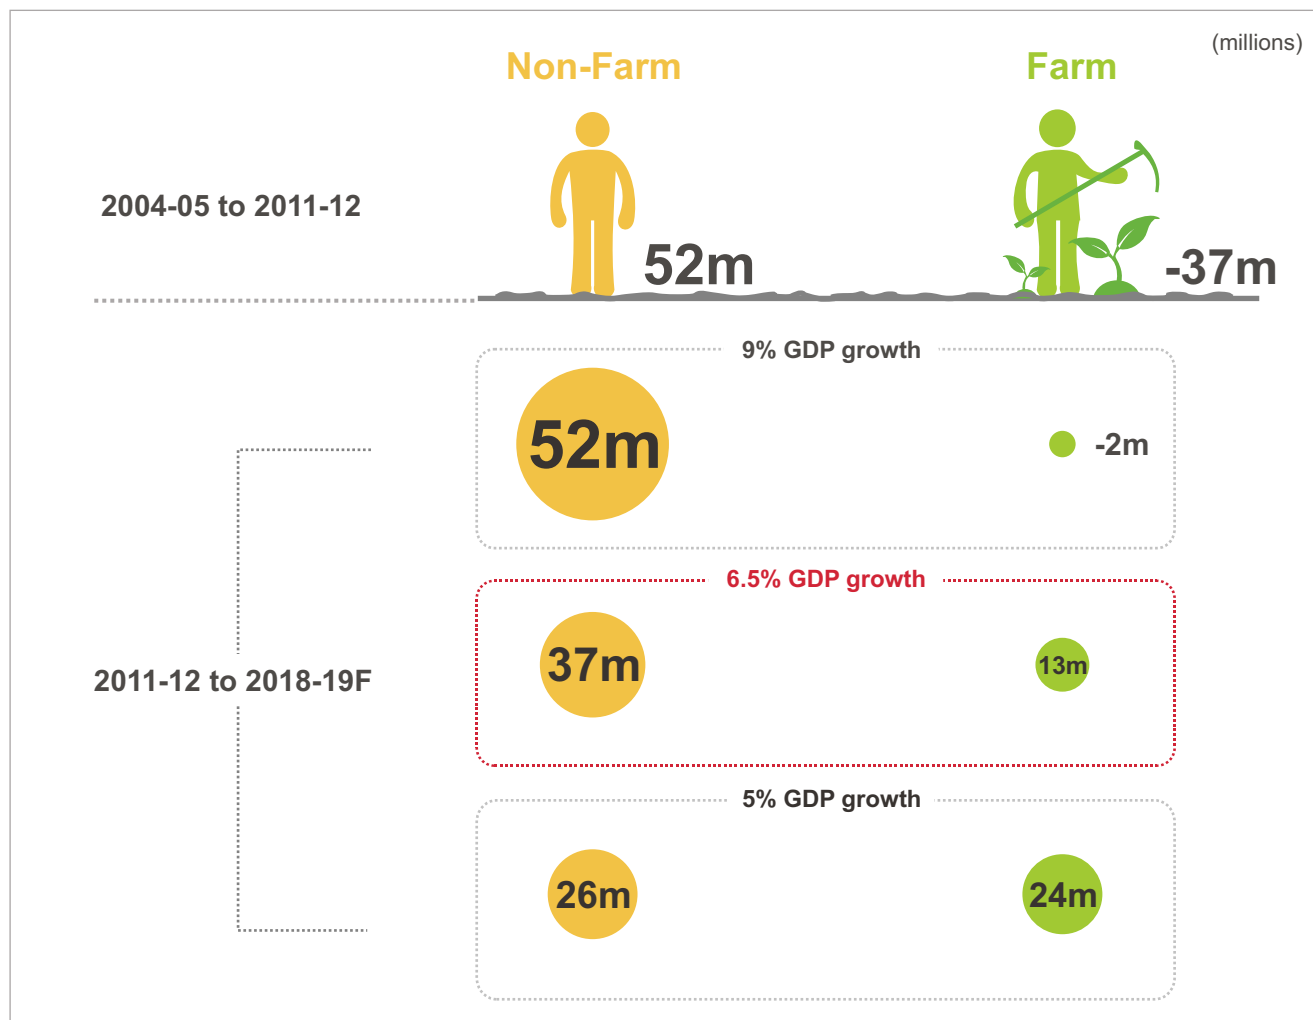 (millions)
Non-Farm
Farm
2004-05 to 2011-12
52m
-37m
9% GDP growth
52m
-2m
6.5% GDP growth
37m
13m
2011-12 to 2018-19F
5% GDP growth
26m
24m